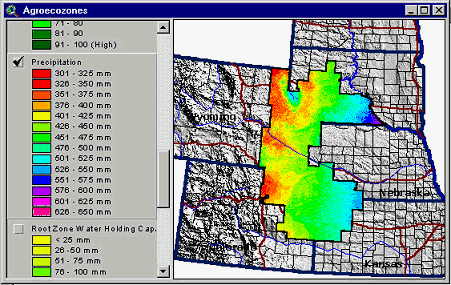 Agroecozones
71 - 80
81 - 90
91 - 100 (High)
Precipitation
301 - 325 mm
326 - 350 mm
351 - 375 mm
376 - 400 mm
401 - 425 mm
426 - 450 mm
451 - 475 mm
476 - 500 mm
501 - 525 mm
526 - 550 mm
551 - 575 mm
576 - 600 mm
601 - 625 mm
626 - 650 mm
Root Zone Water Holding Cap.
< 25 mm
26 - 50 mm
51 - 75 mm
76 - 100 mm
Wyoming
Nebraska
Kansas